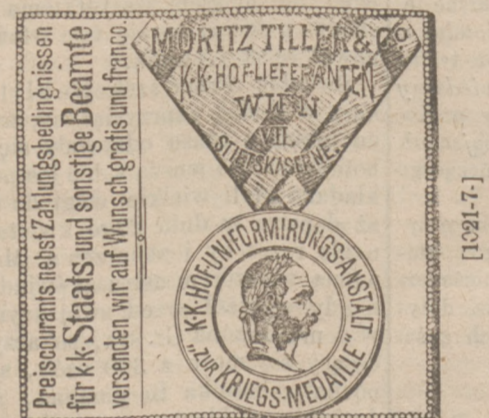 Preiscourants nebst Zahlungsbedingnissen
für k. k. Staats- und sonstige Beamte
versenden wir auf Wunsch gratis und franco.
MORITZ TILLER & Co
K. K. HOF-LIEFERANTEN
WIEN
VII.
STIFTSKASERNE.
K. K. HOF-UNIFORMIRUNGS-ANSTALT
„ZUR KRIEGS-MEDAILLE“
[1021-7-]